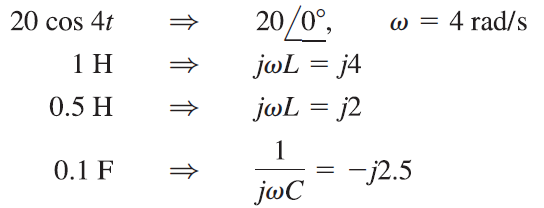 20 cos 4t ⇒ 20/0°, ω = 4 rad/s
1 H ⇒ jωL = j4
0.5 H ⇒ jωL = j2
0.1 F ⇒ 1/jωC = −j2.5